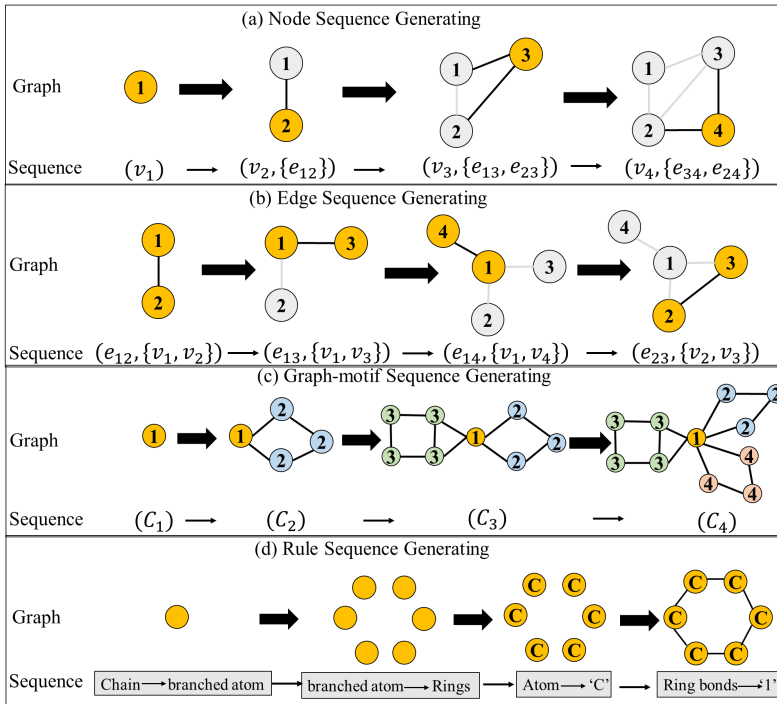 (a) Node Sequence Generating
Graph
1
1
2
1
3
2
1
3
2
4
Sequence
(v₁) → (v₂,{e₁₂}) → (v₃,{e₁₃, e₂₃}) → (v₄,{e₃₄, e₂₄})
(b) Edge Sequence Generating
Graph
1
2
1
3
2
4
1
3
2
4
1
3
2
Sequence
(e₁₂,{v₁, v₂}) → (e₁₃,{v₁, v₃}) → (e₁₄,{v₁, v₄}) → (e₂₃,{v₂, v₃})
(c) Graph-motif Sequence Generating
Graph
1
2
1 2
2
3 3 2
1 2
3 3 2
2 2
3 3 2
1
3 3 4
4 4
Sequence
(C₁) → (C₂) → (C₃) → (C₄)
(d) Rule Sequence Generating
Graph
C C
C C
C C
C C
C C
C C
Sequence
Chain → branched atom → branched atom → Rings → Atom → 'C' → Ring bonds → '1'